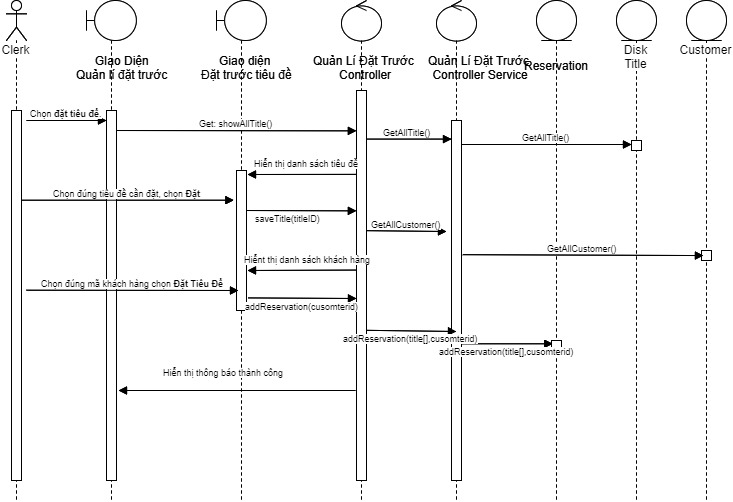 Clerk
Giao Diện
Quản lí đặt trước
Giao diện
Đặt trước tiêu đề
Quản Lí Đặt Trước
Controller
Quản Lí Đặt Trước
Controller Service
Reservation
Disk
Title
Customer
Chọn đặt tiêu đề.
Get: showAllTitle()
GetAllTitle()
GetAllTitle()
Hiển thị danh sách tiêu đề
Chọn đúng tiêu đề cần đặt, chọn Đặt
saveTitle(titleID)
GetAllCustomer()
GetAllCustomer()
Hiểnt thị danh sách khách hàng
Chọn đúng mã khách hàng chọn Đặt Tiêu Đề
addReservation(cusomterid)
addReservation(title[],cusomterid)
addReservation(title[],cusomterid)
Hiển thị thông báo thành công